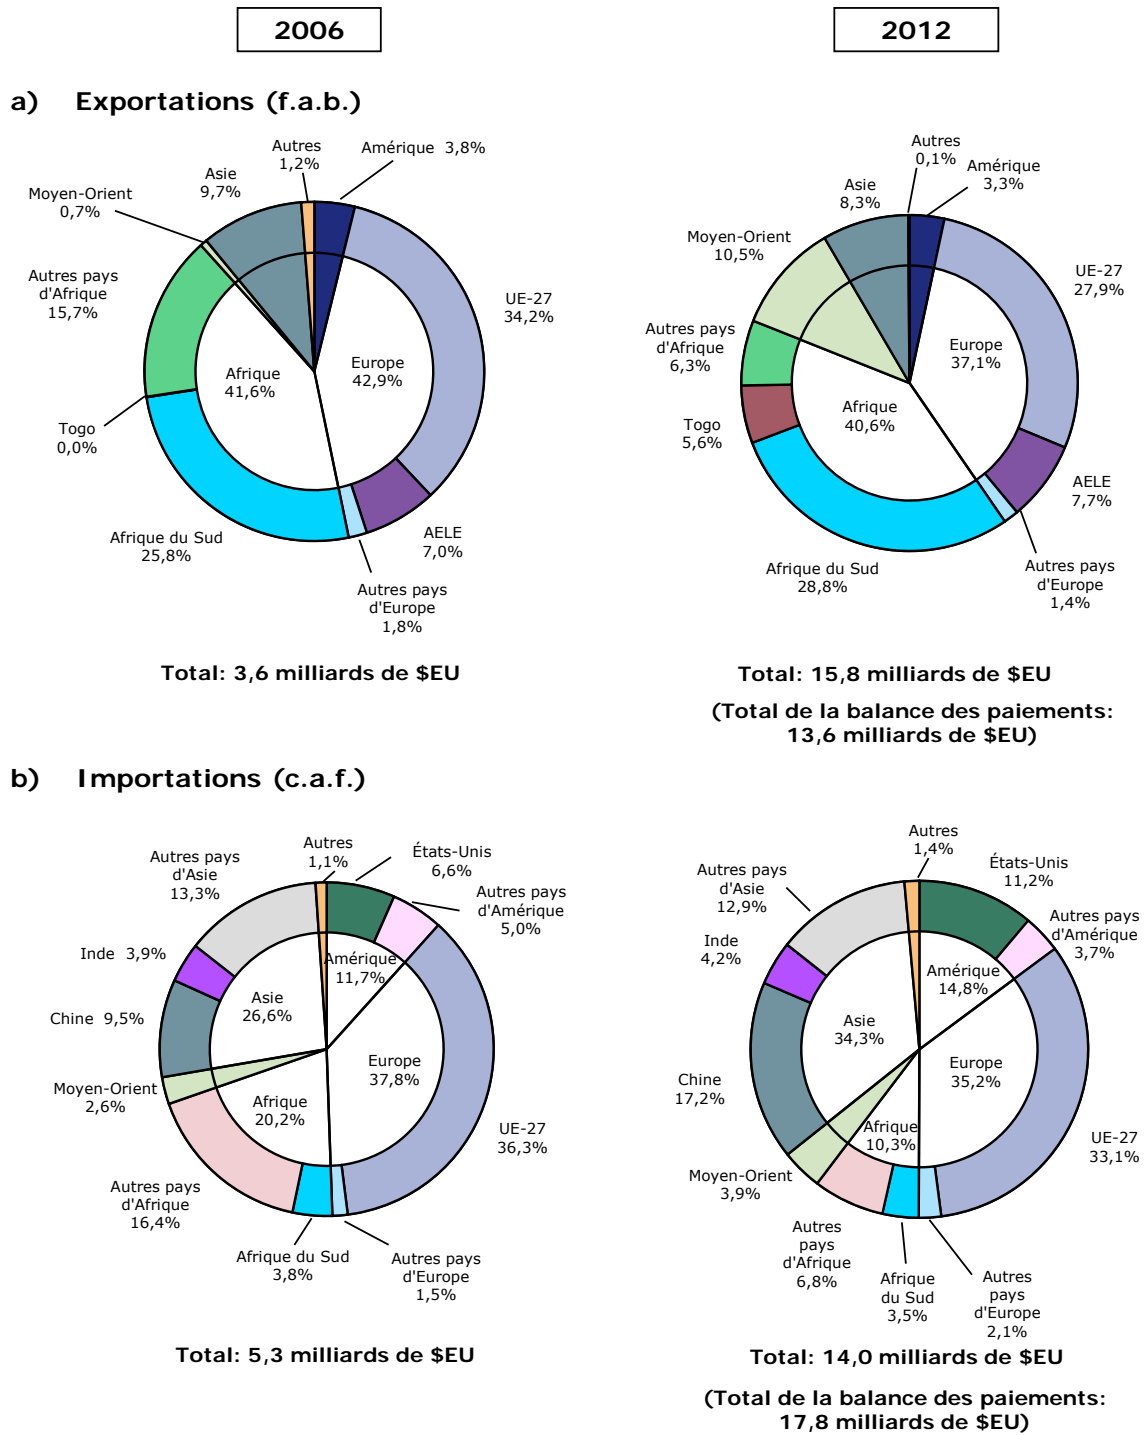 2006
2012
a) Exportations (f.a.b.)
Autres
1,2%
Amérique 3,8%
Asie
9,7%
Moyen-Orient
0,7%
Autres pays
d'Afrique
15,7%
UE-27
34,2%
Europe
42,9%
Afrique
41,6%
Togo
0,0%
Afrique du Sud
25,8%
AELE
7,0%
Autres pays
d'Europe
1,8%
Total: 3,6 milliards de $EU
Autres
0,1%
Amérique
3,3%
Asie
8,3%
Moyen-Orient
10,5%
UE-27
27,9%
Autres pays
d'Afrique
6,3%
Europe
37,1%
Afrique
40,6%
Togo
5,6%
AELE
7,7%
Afrique du Sud
28,8%
Autres pays
d'Europe
1,4%
Total: 15,8 milliards de $EU
(Total de la balance des paiements:
13,6 milliards de $EU)
b) Importations (c.a.f.)
Autres
1,1%
États-Unis
6,6%
Autres pays
d'Asie
13,3%
Autres pays
d'Amérique
5,0%
Inde 3,9%
Amérique
11,7%
Asie
26,6%
Chine 9,5%
Europe
37,8%
Moyen-Orient
2,6%
Afrique
20,2%
UE-27
36,3%
Autres pays
d'Afrique
16,4%
Afrique du Sud
3,8%
Autres pays
d'Europe
1,5%
Total: 5,3 milliards de $EU
Autres
1,4%
États-Unis
11,2%
Autres pays
d'Asie
12,9%
Autres pays
d'Amérique
3,7%
Inde
4,2%
Amérique
14,8%
Asie
34,3%
Europe
35,2%
Chine
17,2%
Afrique
10,3%
UE-27
33,1%
Moyen-Orient
3,9%
Autres
pays
d'Afrique
6,8%
Afrique
du Sud
3,5%
Autres
pays
d'Europe
2,1%
Total: 14,0 milliards de $EU
(Total de la balance des paiements:
17,8 milliards de $EU)